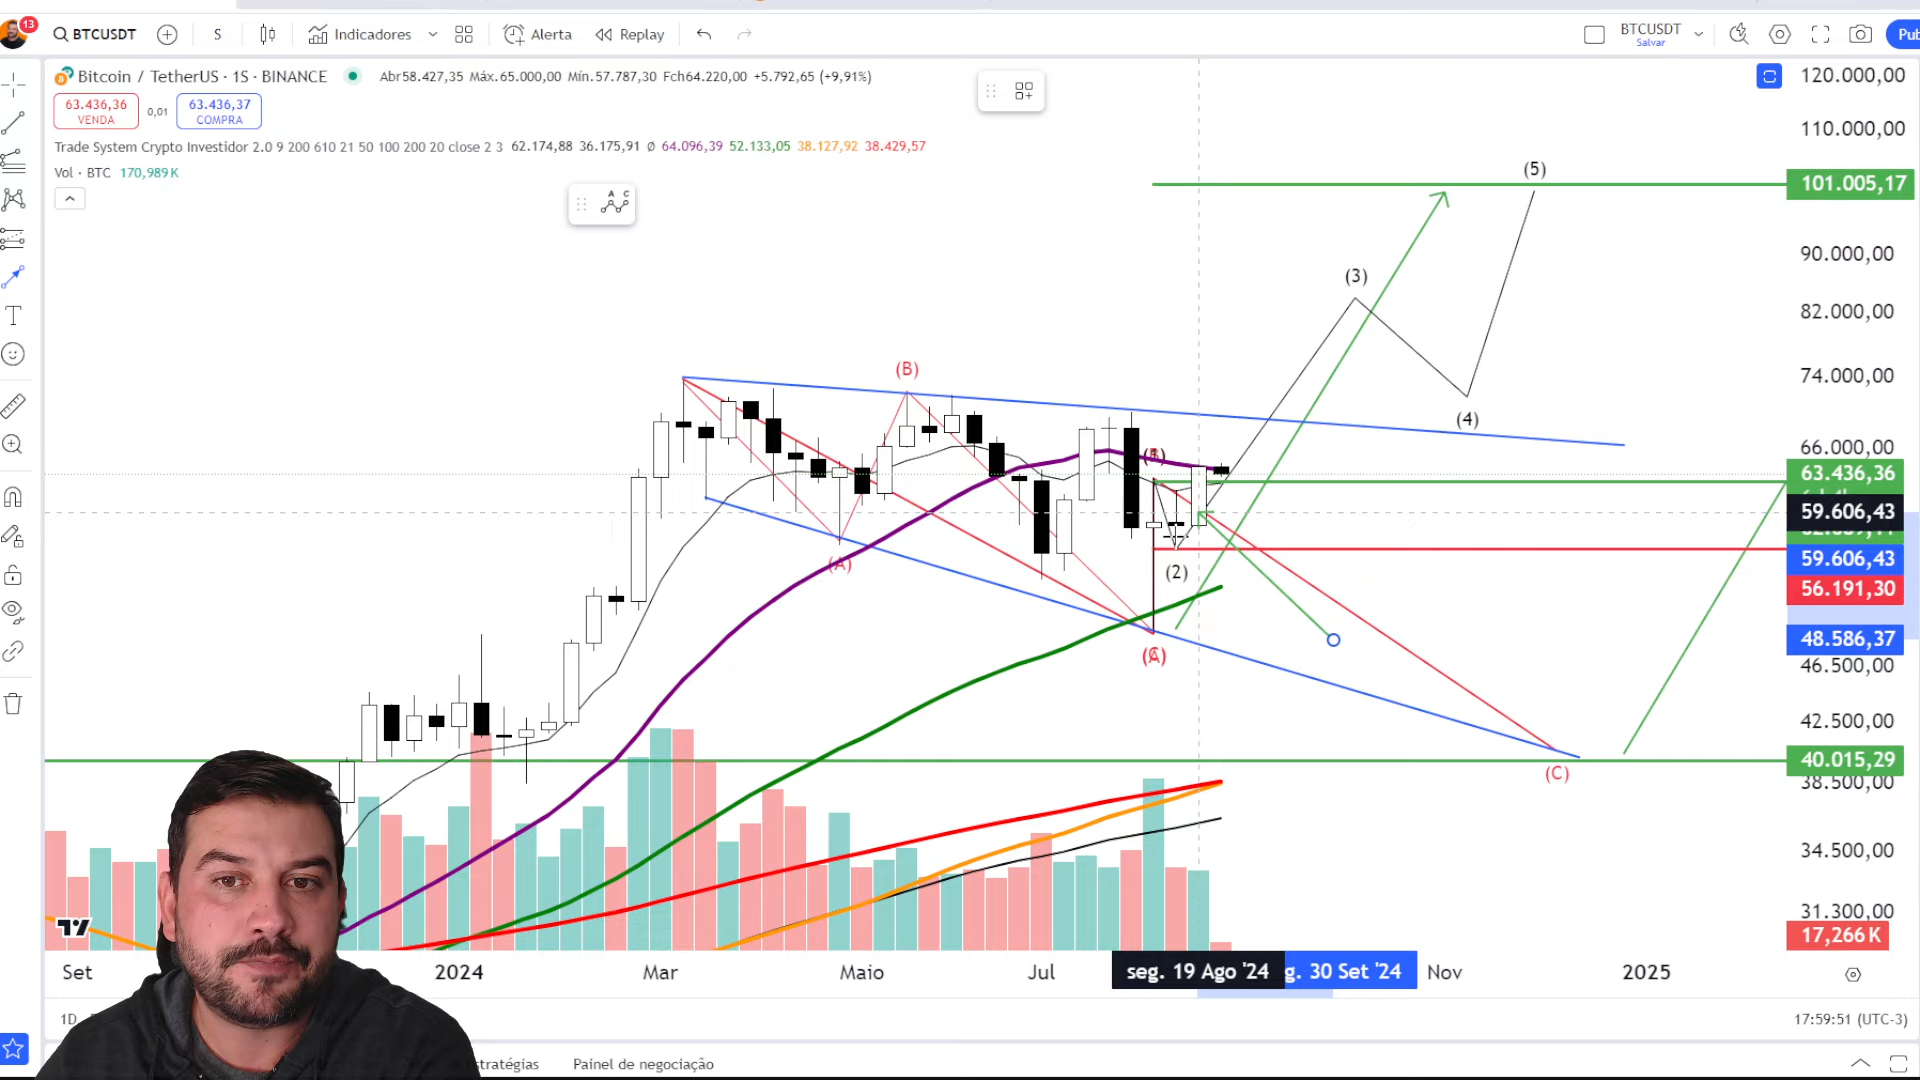 13
BTCUSDT
S
Indicadores
Alerta
Replay
BTCUSDT
Salvar
Pub
Bitcoin / TetherUS · 1S · BINANCE
Abr58.427,35 Máx.65.000,00 Mín.57.787,30 Fch64.220,00 +5.792,65 (+9,91%)
63.436,36
VENDA
0,01
63.436,37
COMPRA
Trade System Crypto Investidor 2.0 9 200 610 21 50 100 200 20 close 2 3 62.174,88 36.175,91 Ø 64.096,39 52.133,05 38.127,92 38.429,57
Vol · BTC 170,989K
A C
120.000,00
110.000,00
101.005,17
90.000,00
82.000,00
74.000,00
66.000,00
63.436,36
59.606,43
59.606,43
56.191,30
48.586,37
46.500,00
42.500,00
40.015,29
38.500,00
34.500,00
31.300,00
17,266K
(5)
(3)
(4)
(B)
(A)
(2)
(C)
Set
2024
Mar
Maio
Jul
seg. 19 Ago '24
g. 30 Set '24
Nov
2025
1D
17:59:51 (UTC-3)
stratégias
Painel de negociação